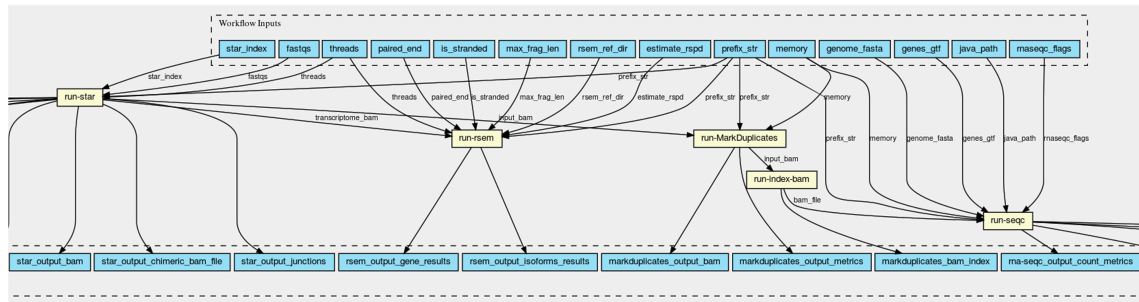 Workflow Inputs
star_index fastqs threads paired_end is_stranded max_frag_len rsem_ref_dir estimate_rspd prefix_str memory genome_fasta genes_gtf java_path rnaseqc_flags
star_index fastqs threads prefix_str
run-star threads paired_end is_stranded max_frag_len rsem_ref_dir estimate_rspd prefix_str prefix_str memory
transcriptome_bam input_bam
run-rsem run-MarkDuplicates prefix_str memory genome_fasta genes_gtf java_path rnaseqc_flags
input_bam
run-index-bam
bam_file
run-seqc
star_output_bam star_output_chimeric_bam_file star_output_junctions rsem_output_gene_results rsem_output_isoforms_results markduplicates_output_bam markduplicates_output_metrics markduplicates_bam_index rna-seqc_output_count_metrics